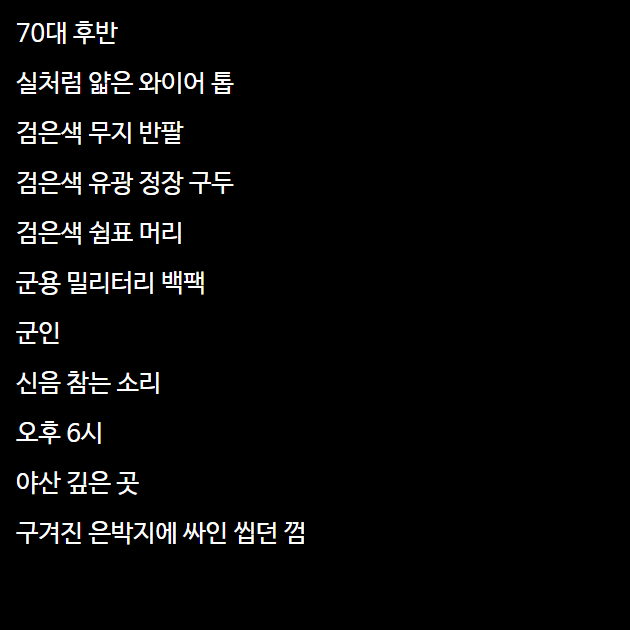 70대 후반
실처럼 얇은 와이어 톱
검은색 무지 반팔
검은색 유광 정장 구두
검은색 쉼표 머리
군용 밀리터리 백팩
군인
신음 참는 소리
오후 6시
야산 깊은 곳
구겨진 은박지에 싸인 씹던 껌